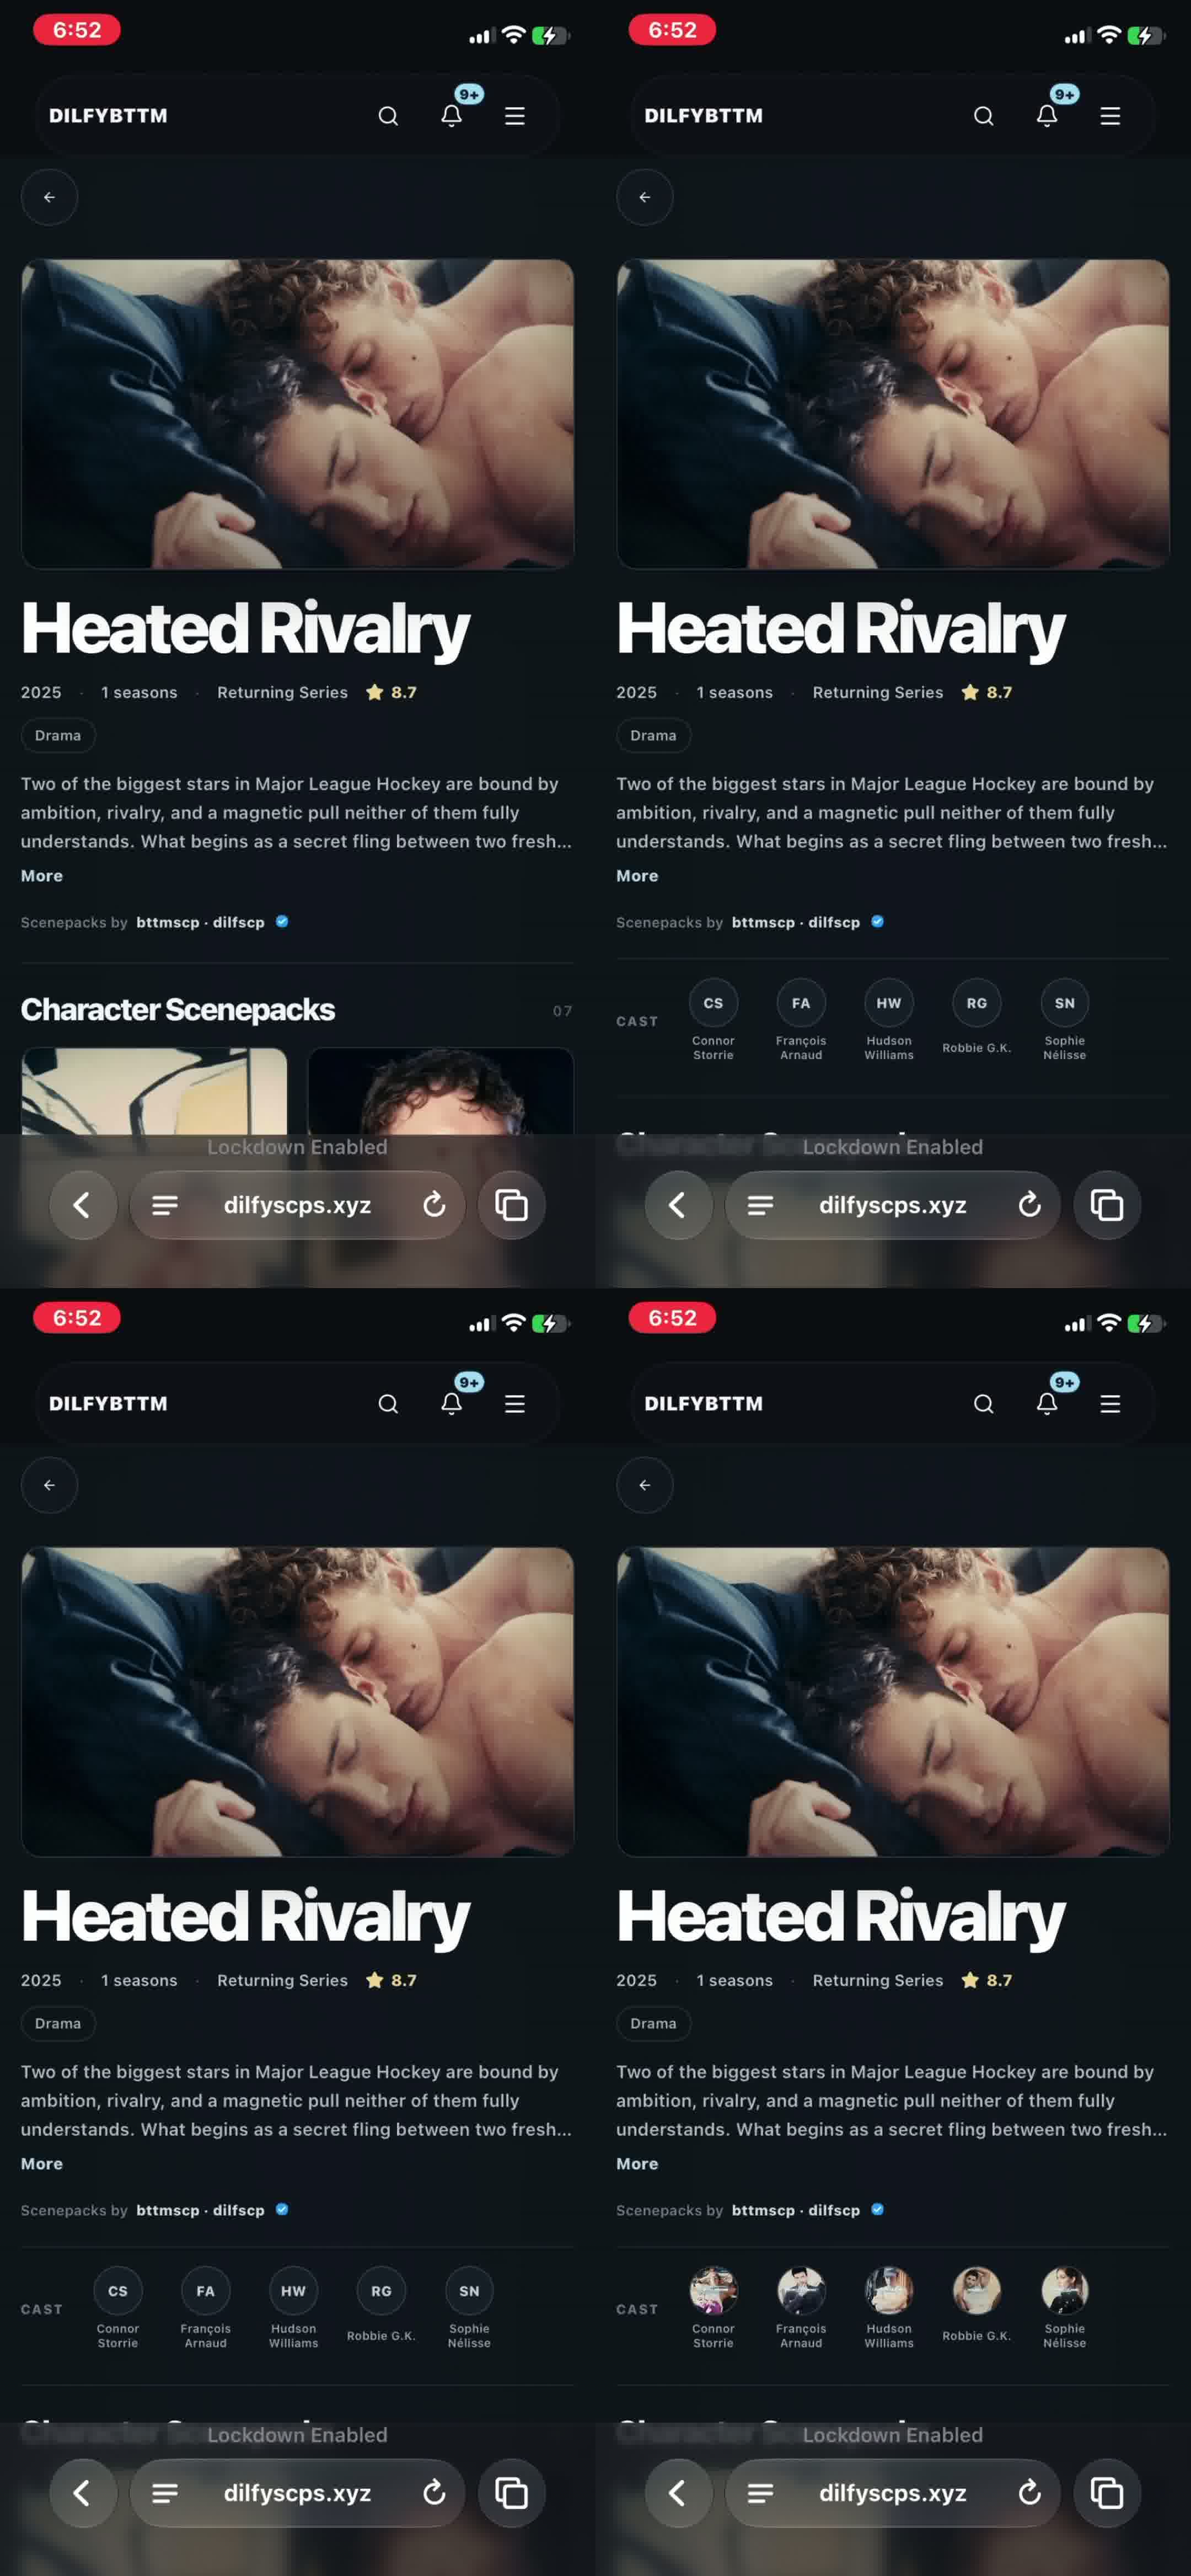 6:52
DILFYBTTM
9+
Heated Rivalry
2025 · 1 seasons · Returning Series 8.7
Drama
Two of the biggest stars in Major League Hockey are bound by
ambition, rivalry, and a magnetic pull neither of them fully
understands. What begins as a secret fling between two fresh...
More
Scenepacks by bttmscp · dilfscp
Character Scenepacks
07
Lockdown Enabled
dilfyscps.xyz
6:52
DILFYBTTM
9+
Heated Rivalry
2025 · 1 seasons · Returning Series 8.7
Drama
Two of the biggest stars in Major League Hockey are bound by
ambition, rivalry, and a magnetic pull neither of them fully
understands. What begins as a secret fling between two fresh...
More
Scenepacks by bttmscp · dilfscp
CS FA HW RG SN
CAST
Connor Storrie
François Arnaud
Hudson Williams
Robbie G.K.
Sophie Nélisse
Lockdown Enabled
dilfyscps.xyz
6:52
DILFYBTTM
9+
Heated Rivalry
2025 · 1 seasons · Returning Series 8.7
Drama
Two of the biggest stars in Major League Hockey are bound by
ambition, rivalry, and a magnetic pull neither of them fully
understands. What begins as a secret fling between two fresh...
More
Scenepacks by bttmscp · dilfscp
CS FA HW RG SN
CAST
Connor Storrie
François Arnaud
Hudson Williams
Robbie G.K.
Sophie Nélisse
Lockdown Enabled
dilfyscps.xyz
6:52
DILFYBTTM
9+
Heated Rivalry
2025 · 1 seasons · Returning Series 8.7
Drama
Two of the biggest stars in Major League Hockey are bound by
ambition, rivalry, and a magnetic pull neither of them fully
understands. What begins as a secret fling between two fresh...
More
Scenepacks by bttmscp · dilfscp
CAST
Connor Storrie
François Arnaud
Hudson Williams
Robbie G.K.
Sophie Nélisse
Lockdown Enabled
dilfyscps.xyz